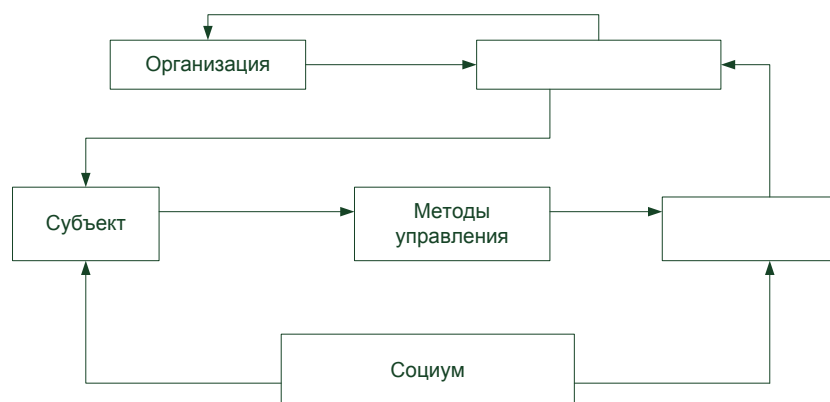 Организация
Субъект
Методы
управления
Социум